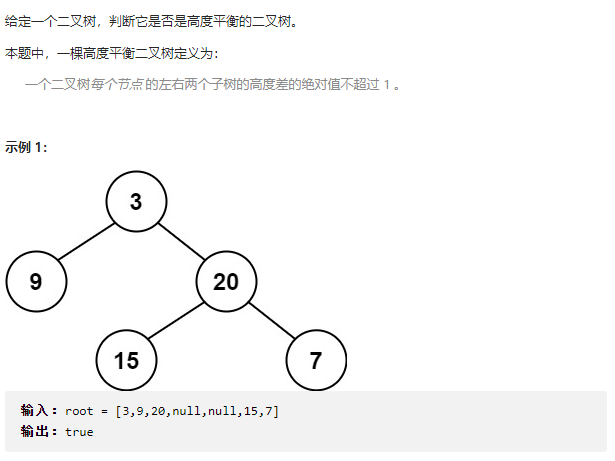 给定一个二叉树，判断它是否是高度平衡的二叉树。
本题中，一棵高度平衡二叉树定义为：
一个二叉树每个节点 的左右两个子树的高度差的绝对值不超过 1 。
示例 1：
3
9
20
15
7
输入：root = [3,9,20,null,null,15,7]
输出：true